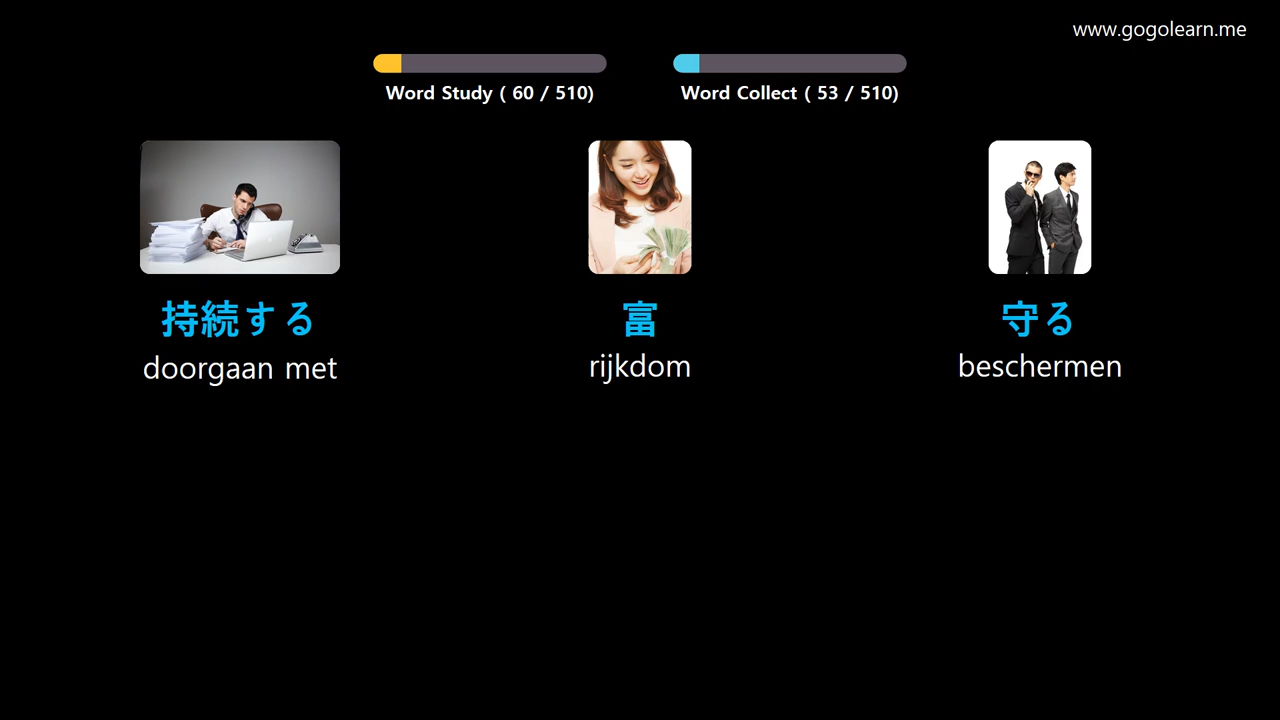 www.gogolearn.me
Word Study ( 60 / 510)
Word Collect ( 53 / 510)
持続する
富
守る
doorgaan met
rijkdom
beschermen